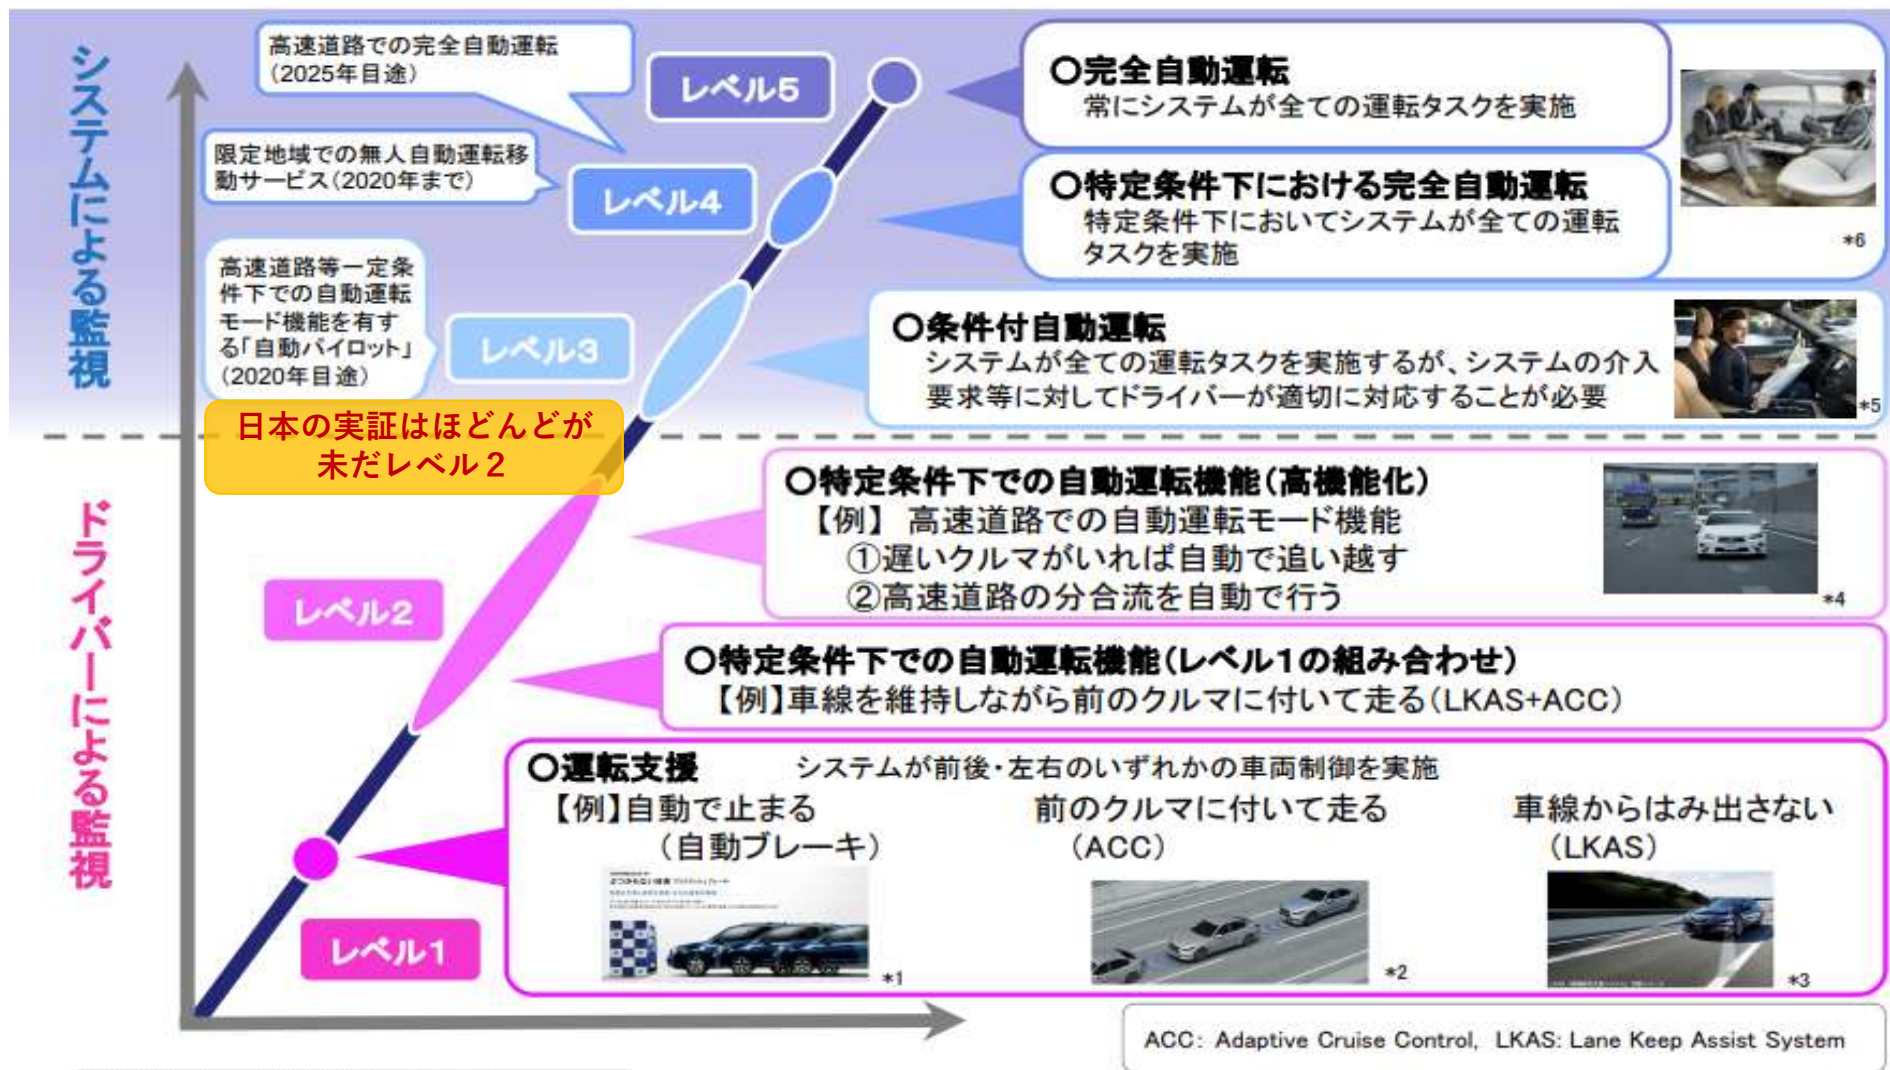 システムによる監視
高速道路での完全自動運転
（2025年目途）
レベル5
〇完全自動運転
常にシステムが全ての運転タスクを実施
限定地域での無人自動運転移
動サービス（2020年まで）
レベル4
〇特定条件下における完全自動運転
特定条件下においてシステムが全ての運転
タスクを実施
*6
高速道路等一定条
件下での自動運転
モード機能を有す
る「自動パイロット」
（2020年目途）
レベル3
〇条件付自動運転
システムが全ての運転タスクを実施するが、システムの介入
要求等に対してドライバーが適切に対応することが必要
*5
日本の実証はほどんどが
未だレベル２
ドライバーによる監視
〇特定条件下での自動運転機能（高機能化）
【例】 高速道路での自動運転モード機能
①遅いクルマがいれば自動で追い越す
②高速道路の分合流を自動で行う
*4
レベル2
〇特定条件下での自動運転機能（レベル1の組み合わせ）
【例】車線を維持しながら前のクルマに付いて走る（LKAS+ACC）
〇運転支援 システムが前後・左右のいずれかの車両制御を実施
【例】自動で止まる
（自動ブレーキ）
*1
前のクルマに付いて走る
（ACC）
*2
車線からはみ出さない
（LKAS）
*3
レベル1
ACC: Adaptive Cruise Control, LKAS: Lane Keep Assist System